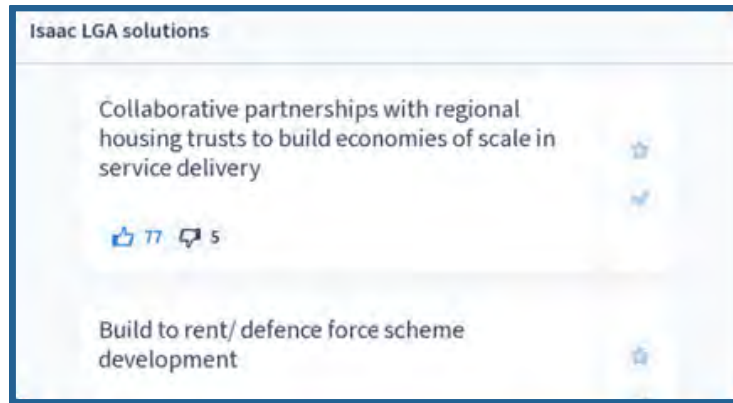 Isaac LGA solutions
Collaborative partnerships with regional
housing trusts to build economies of scale in
service delivery
77 5
Build to rent/ defence force scheme
development